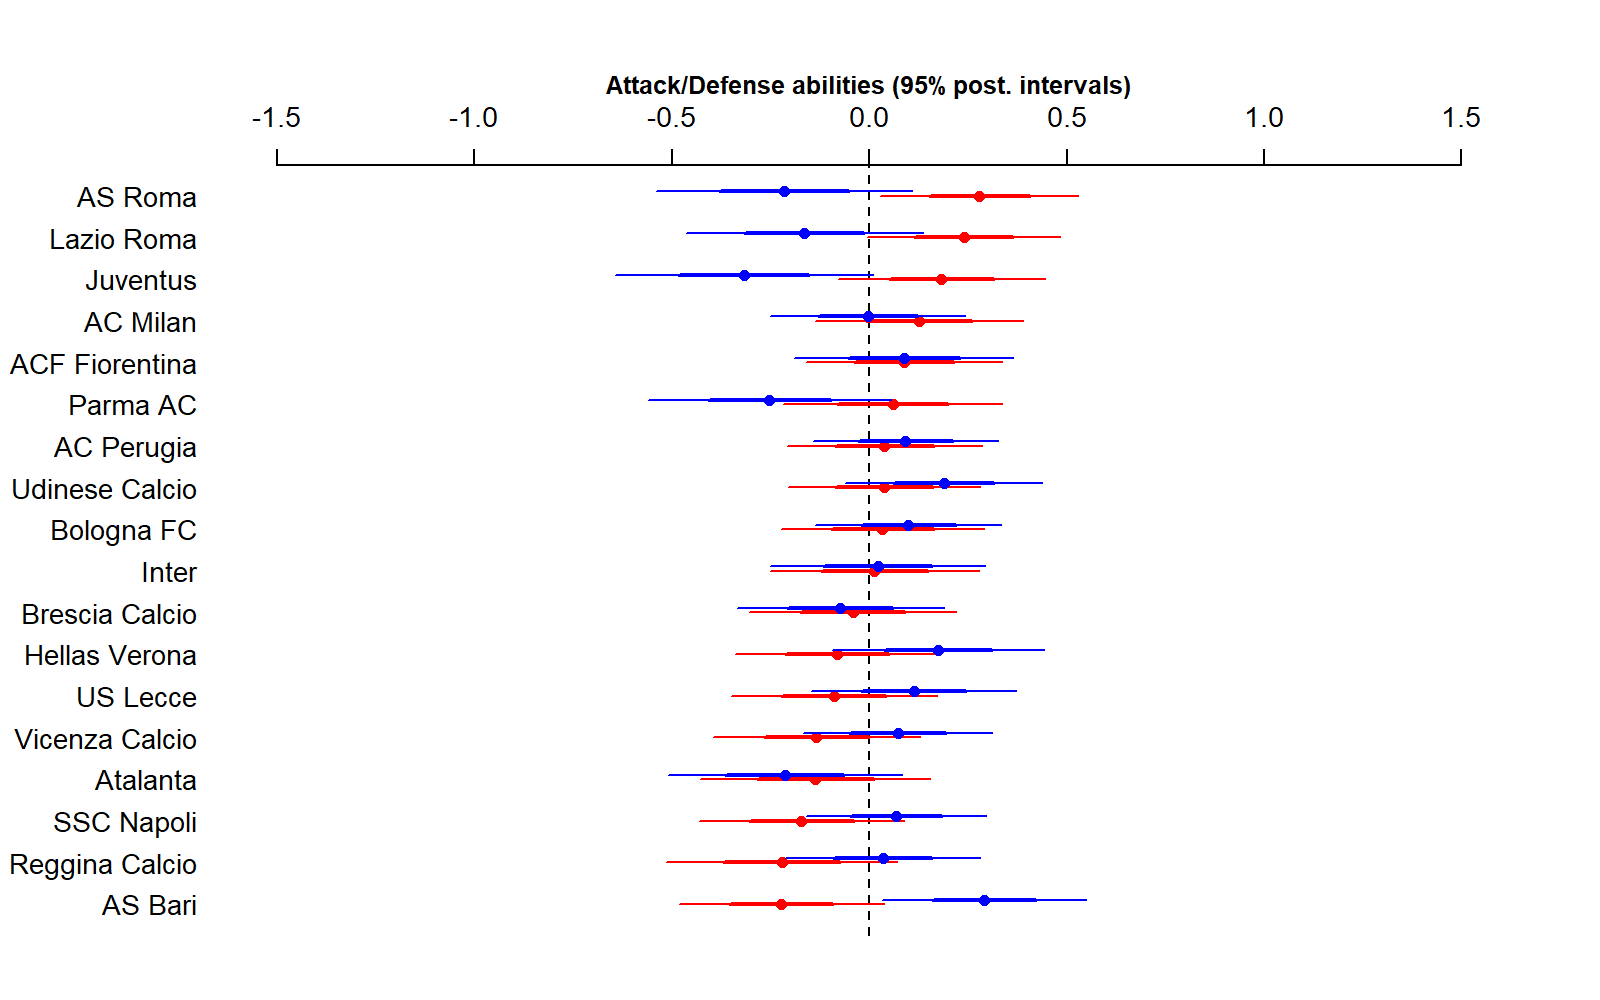 Attack/Defense abilities (95% post. intervals)
-1.5 -1.0 -0.5 0.0 0.5 1.0 1.5
AS Roma
Lazio Roma
Juventus
AC Milan
ACF Fiorentina
Parma AC
AC Perugia
Udinese Calcio
Bologna FC
Inter
Brescia Calcio
Hellas Verona
US Lecce
Vicenza Calcio
Atalanta
SSC Napoli
Reggina Calcio
AS Bari